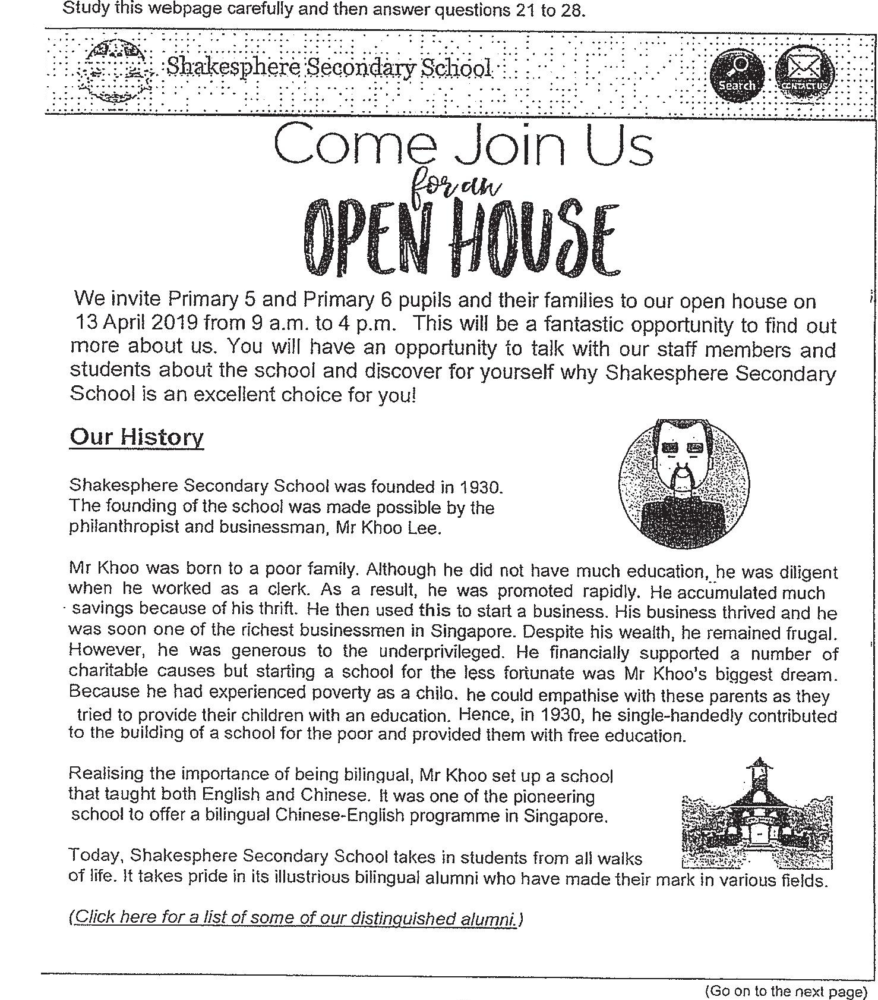 Study this webpage carefully and then answer questions 21 to 28.
Shakesphere Secondary School
Search
CONTACT US
Come Join Us
for an
OPEN HOUSE
We invite Primary 5 and Primary 6 pupils and their families to our open house on
13 April 2019 from 9 a.m. to 4 p.m. This will be a fantastic opportunity to find out
more about us. You will have an opportunity to talk with our staff members and
students about the school and discover for yourself why Shakesphere Secondary
School is an excellent choice for you!
Our History
Shakesphere Secondary School was founded in 1930.
The founding of the school was made possible by the
philanthropist and businessman, Mr Khoo Lee.
Mr Khoo was born to a poor family. Although he did not have much education, he was diligent
when he worked as a clerk. As a result, he was promoted rapidly. He accumulated much
savings because of his thrift. He then used this to start a business. His business thrived and he
was soon one of the richest businessmen in Singapore. Despite his wealth, he remained frugal.
However, he was generous to the underprivileged. He financially supported a number of
charitable causes but starting a school for the less fortunate was Mr Khoo's biggest dream.
Because he had experienced poverty as a child. he could empathise with these parents as they
tried to provide their children with an education. Hence, in 1930, he single-handedly contributed
to the building of a school for the poor and provided them with free education.
Realising the importance of being bilingual, Mr Khoo set up a school
that taught both English and Chinese. It was one of the pioneering
school to offer a bilingual Chinese-English programme in Singapore.
Today, Shakesphere Secondary School takes in students from all walks
of life. It takes pride in its illustrious bilingual alumni who have made their mark in various fields.
(Click here for a list of some of our distinguished alumni.)
(Go on to the next page)